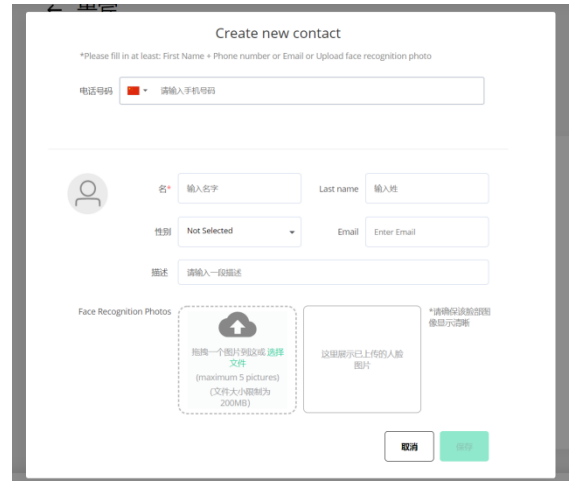 Create new contact
*Please fill in at least: First Name + Phone number or Email or Upload face recognition photo
电话号码 请输入手机号码
名* 输入名字 Last name 输入姓
性别 Not Selected Email Enter Email
描述 请输入一段描述
Face Recognition Photos
拖拽一个图片到这或 选择
文件
(maximum 5 pictures)
(文件大小限制为
200MB)
这里展示已上传的人脸
图片
*请确保该脸部图
像显示清晰
取消 保存